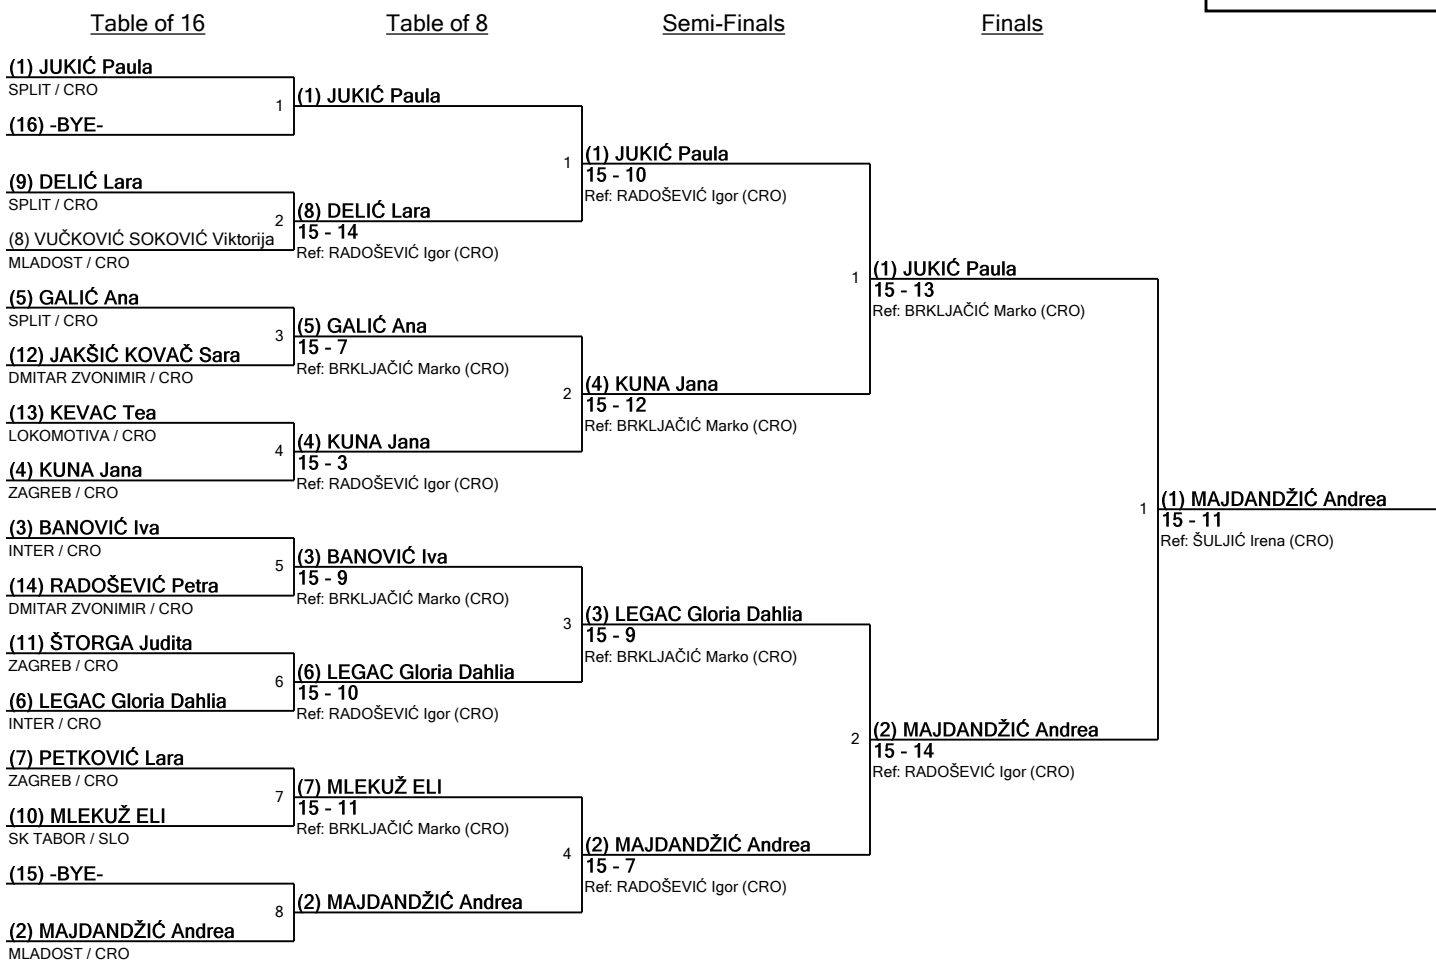 Table of 16
Table of 8
Semi-Finals
Finals
(1) JUKIĆ Paula
SPLIT / CRO
(16) -BYE-
(9) DELIĆ Lara
SPLIT / CRO
(8) VUČKOVIĆ SOKOVIĆ Viktorija
MLADOST / CRO
(5) GALIĆ Ana
SPLIT / CRO
(12) JAKŠIĆ KOVAČ Sara
DMITAR ZVONIMIR / CRO
(13) KEVAC Tea
LOKOMOTIVA / CRO
(4) KUNA Jana
ZAGREB / CRO
(3) BANOVIĆ Iva
INTER / CRO
(14) RADOŠEVIĆ Petra
DMITAR ZVONIMIR / CRO
(11) ŠTORGA Judita
ZAGREB / CRO
(6) LEGAC Gloria Dahlia
INTER / CRO
(7) PETKOVIĆ Lara
ZAGREB / CRO
(10) MLEKUŽ ELI
SK TABOR / SLO
(15) -BYE-
(2) MAJDANDŽIĆ Andrea
MLADOST / CRO
1
(1) JUKIĆ Paula
2
(8) DELIĆ Lara
15 - 14
Ref: RADOŠEVIĆ Igor (CRO)
3
(5) GALIĆ Ana
15 - 7
Ref: BRKLJAČIĆ Marko (CRO)
4
(4) KUNA Jana
15 - 3
Ref: RADOŠEVIĆ Igor (CRO)
5
(3) BANOVIĆ Iva
15 - 9
Ref: BRKLJAČIĆ Marko (CRO)
6
(6) LEGAC Gloria Dahlia
15 - 10
Ref: RADOŠEVIĆ Igor (CRO)
7
(7) MLEKUŽ ELI
15 - 11
Ref: BRKLJAČIĆ Marko (CRO)
8
(2) MAJDANDŽIĆ Andrea
1
(1) JUKIĆ Paula
15 - 10
Ref: RADOŠEVIĆ Igor (CRO)
2
(4) KUNA Jana
15 - 12
Ref: BRKLJAČIĆ Marko (CRO)
3
(3) LEGAC Gloria Dahlia
15 - 9
Ref: BRKLJAČIĆ Marko (CRO)
4
(2) MAJDANDŽIĆ Andrea
15 - 7
Ref: RADOŠEVIĆ Igor (CRO)
1
(1) JUKIĆ Paula
15 - 13
Ref: BRKLJAČIĆ Marko (CRO)
2
(2) MAJDANDŽIĆ Andrea
15 - 14
Ref: RADOŠEVIĆ Igor (CRO)
1
(1) MAJDANDŽIĆ Andrea
15 - 11
Ref: ŠULJIĆ Irena (CRO)